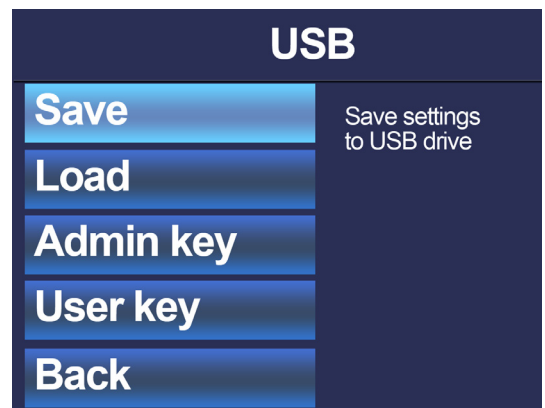 USB
Save
Save settings
to USB drive
Load
Admin key
User key
Back